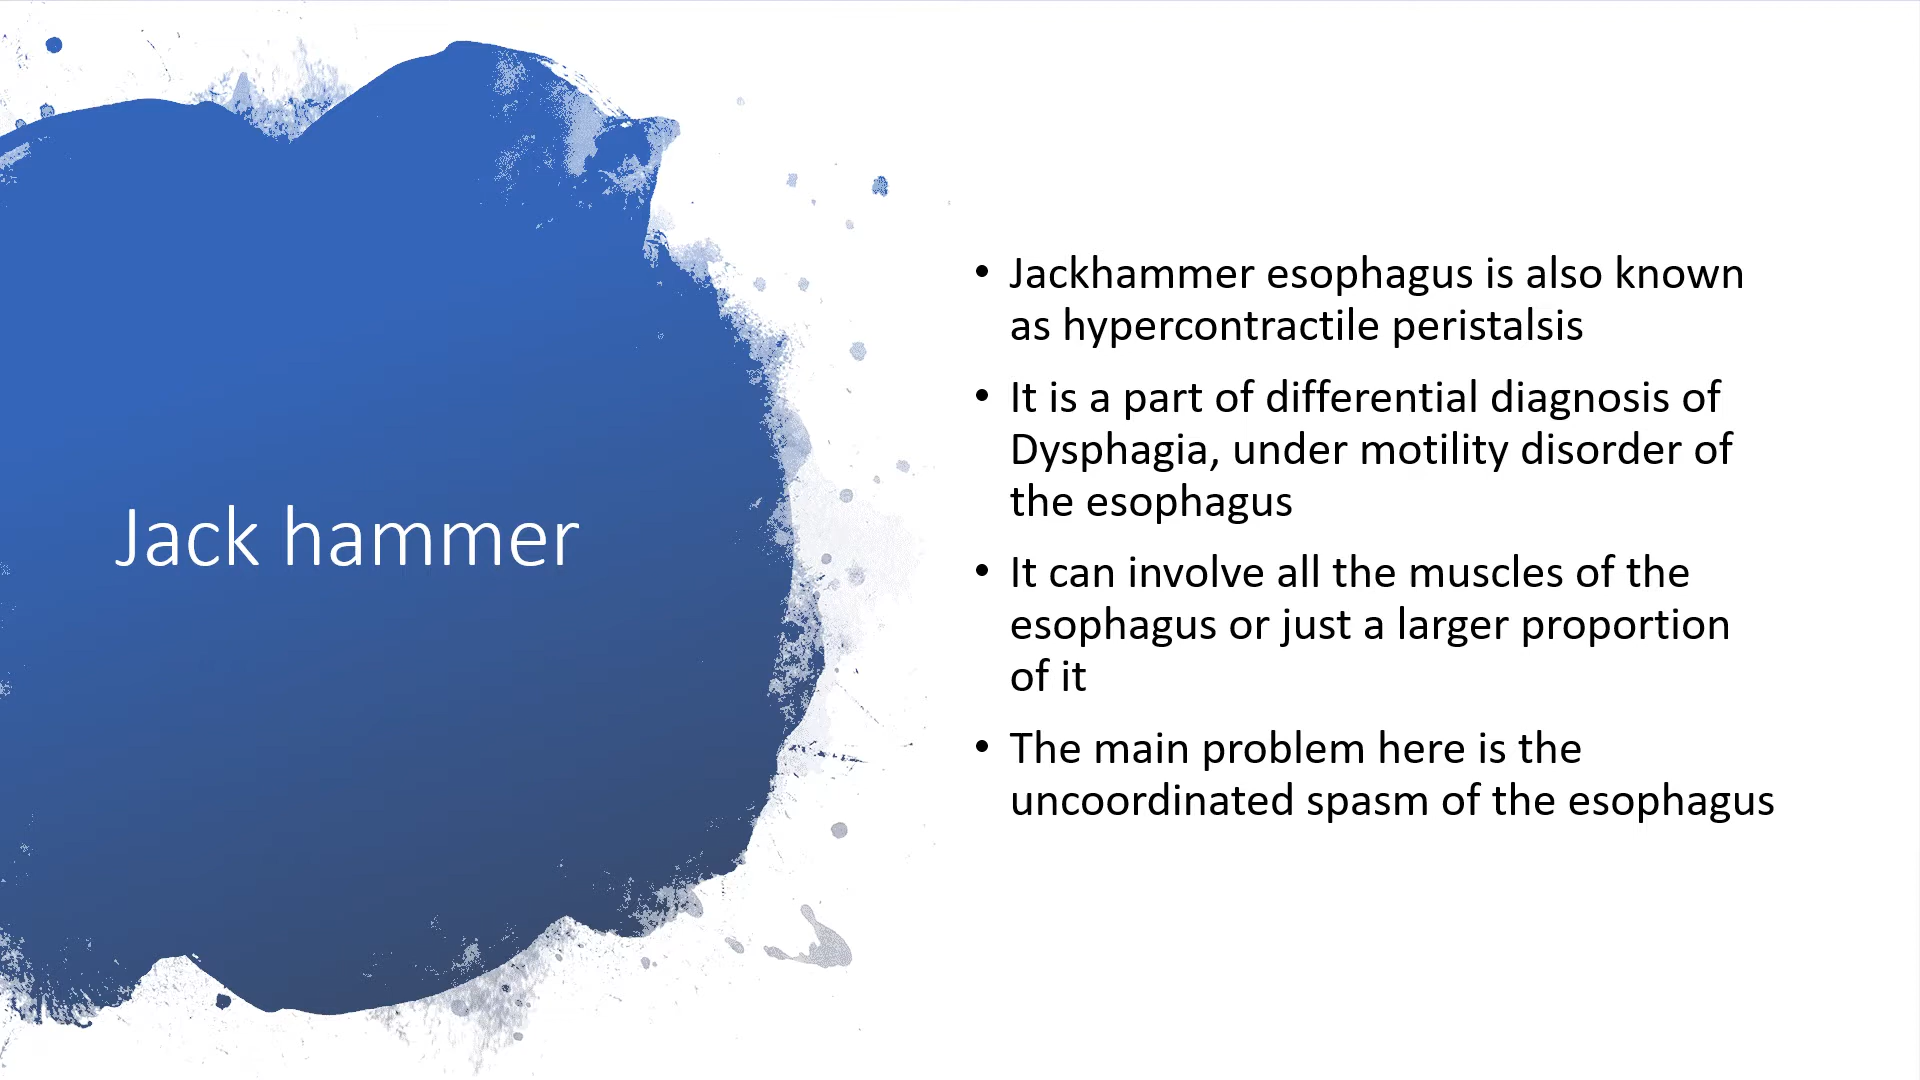 Jack hammer
• Jackhammer esophagus is also known
as hypercontractile peristalsis
• It is a part of differential diagnosis of
Dysphagia, under motility disorder of
the esophagus
• It can involve all the muscles of the
esophagus or just a larger proportion
of it
• The main problem here is the
uncoordinated spasm of the esophagus